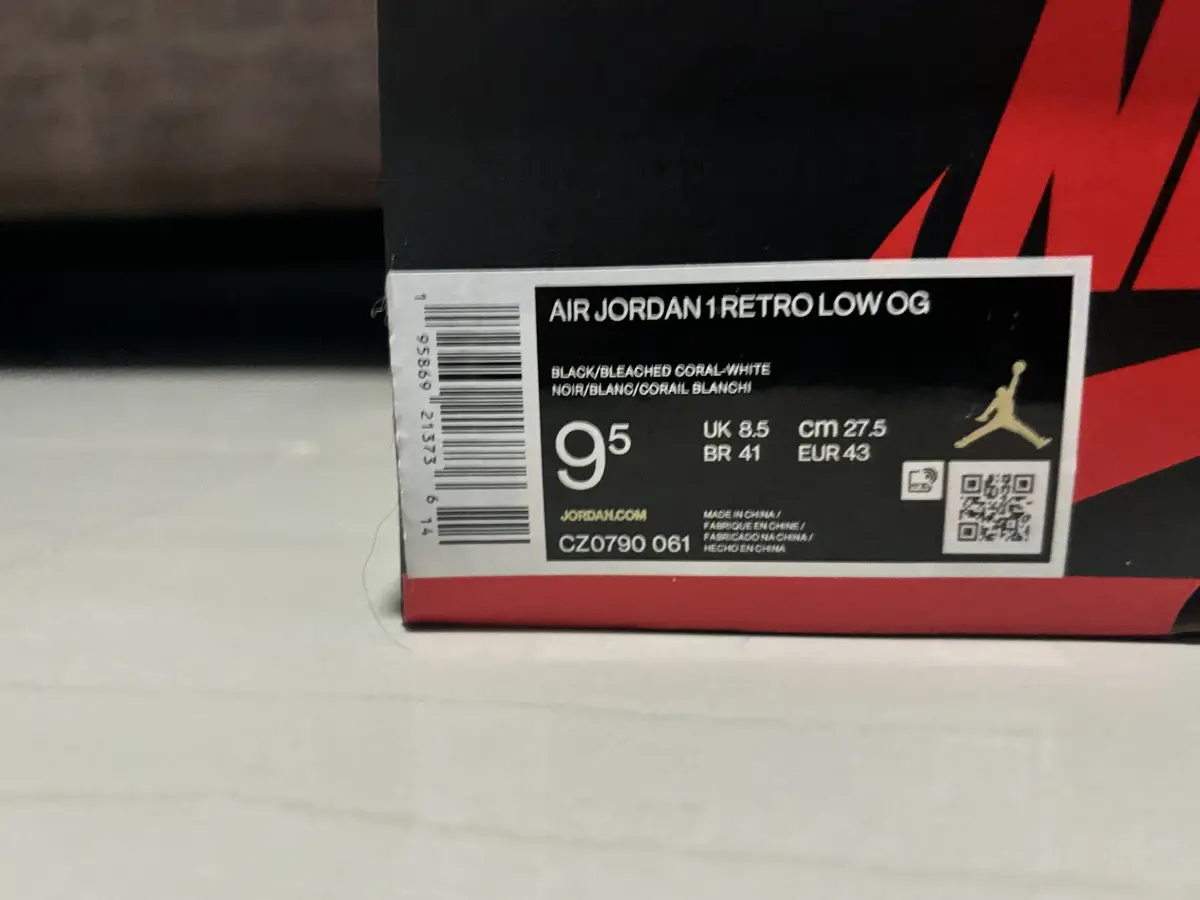 AIR JORDAN 1 RETRO LOW OG
BLACK/BLEACHED CORAL-WHITE
NOIR/BLANC/CORAIL BLANCHI
9⁵
UK 8.5 cm 27.5
BR 41 EUR 43
JORDAN.COM
CZ0790 061
MADE IN CHINA /
FABRIQUE EN CHINE /
FABRICADO NA CHINA /
HECHO EN CHINA
1 95869 21373 6 14